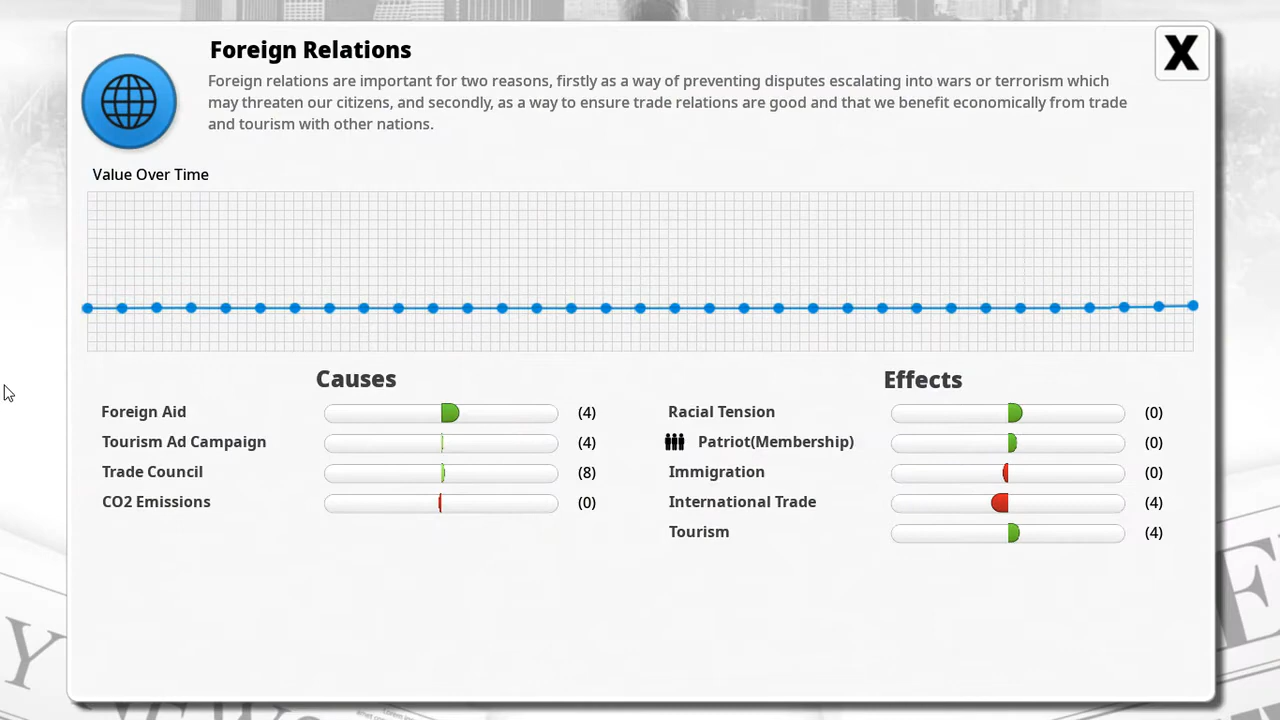 Foreign Relations
X
Foreign relations are important for two reasons, firstly as a way of preventing disputes escalating into wars or terrorism which
may threaten our citizens, and secondly, as a way to ensure trade relations are good and that we benefit economically from trade
and tourism with other nations.
Value Over Time
Causes
Foreign Aid (4)
Tourism Ad Campaign (4)
Trade Council (8)
CO2 Emissions (0)
Effects
Racial Tension (0)
Patriot(Membership) (0)
Immigration (0)
International Trade (4)
Tourism (4)